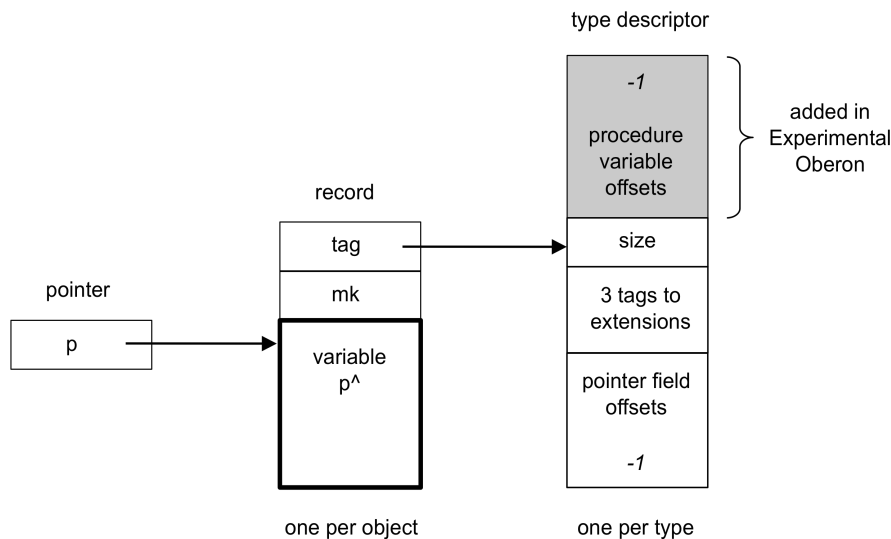 type descriptor
-1
procedure
variable
offsets
added in
Experimental
Oberon
record
tag
size
mk
3 tags to
extensions
pointer
p
variable
p^
pointer field
offsets
-1
one per object
one per type